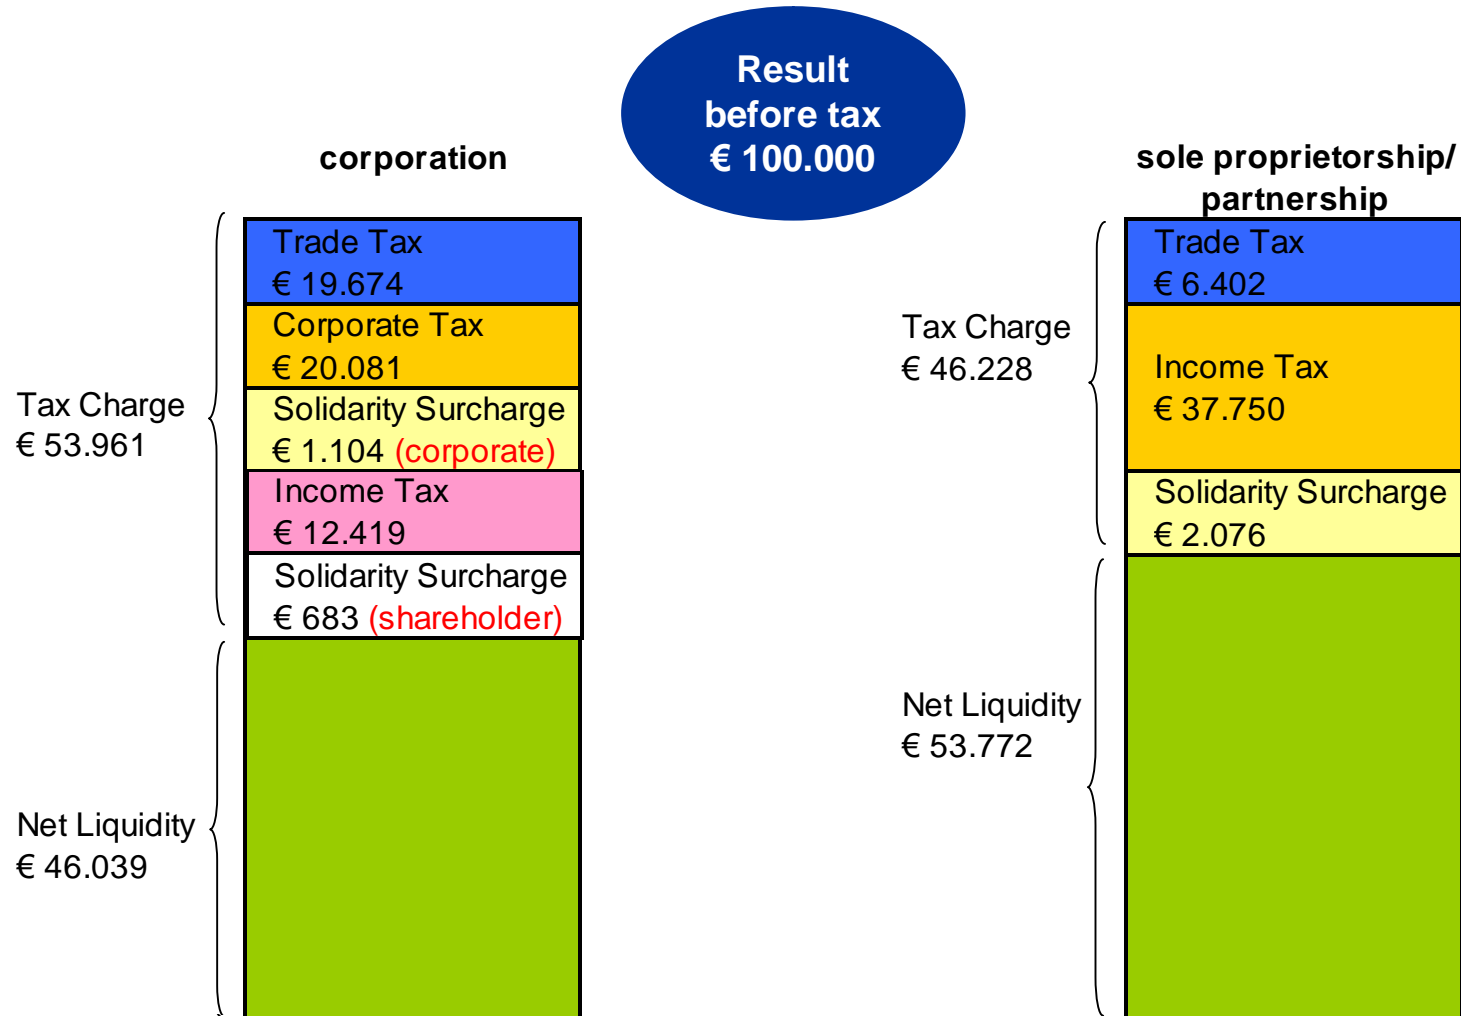 Result
before tax
€ 100.000
corporation
Trade Tax
€ 19.674
Corporate Tax
€ 20.081
Solidarity Surcharge
€ 1.104 (corporate)
Income Tax
€ 12.419
Solidarity Surcharge
€ 683 (shareholder)
Tax Charge
€ 53.961
Net Liquidity
€ 46.039
sole proprietorship/
partnership
Trade Tax
€ 6.402
Income Tax
€ 37.750
Solidarity Surcharge
€ 2.076
Tax Charge
€ 46.228
Net Liquidity
€ 53.772